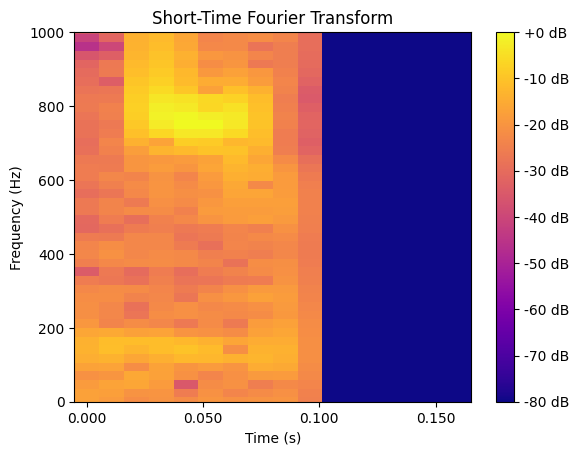 Short-Time Fourier Transform
Frequency (Hz)
1000
800
600
400
200
0
0.000
0.050
0.100
0.150
Time (s)
+0 dB
-10 dB
-20 dB
-30 dB
-40 dB
-50 dB
-60 dB
-70 dB
-80 dB